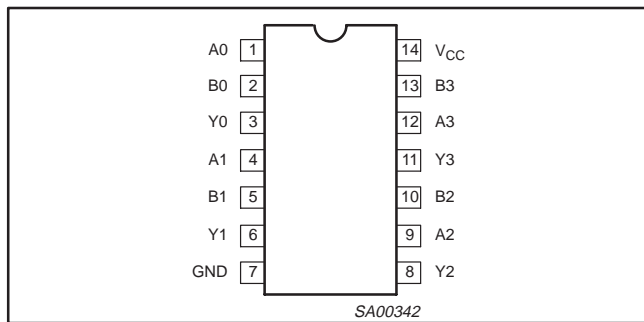 A0 1 14 VCC
B0 2 13 B3
Y0 3 12 A3
A1 4 11 Y3
B1 5 10 B2
Y1 6 9 A2
GND 7 8 Y2
SA00342